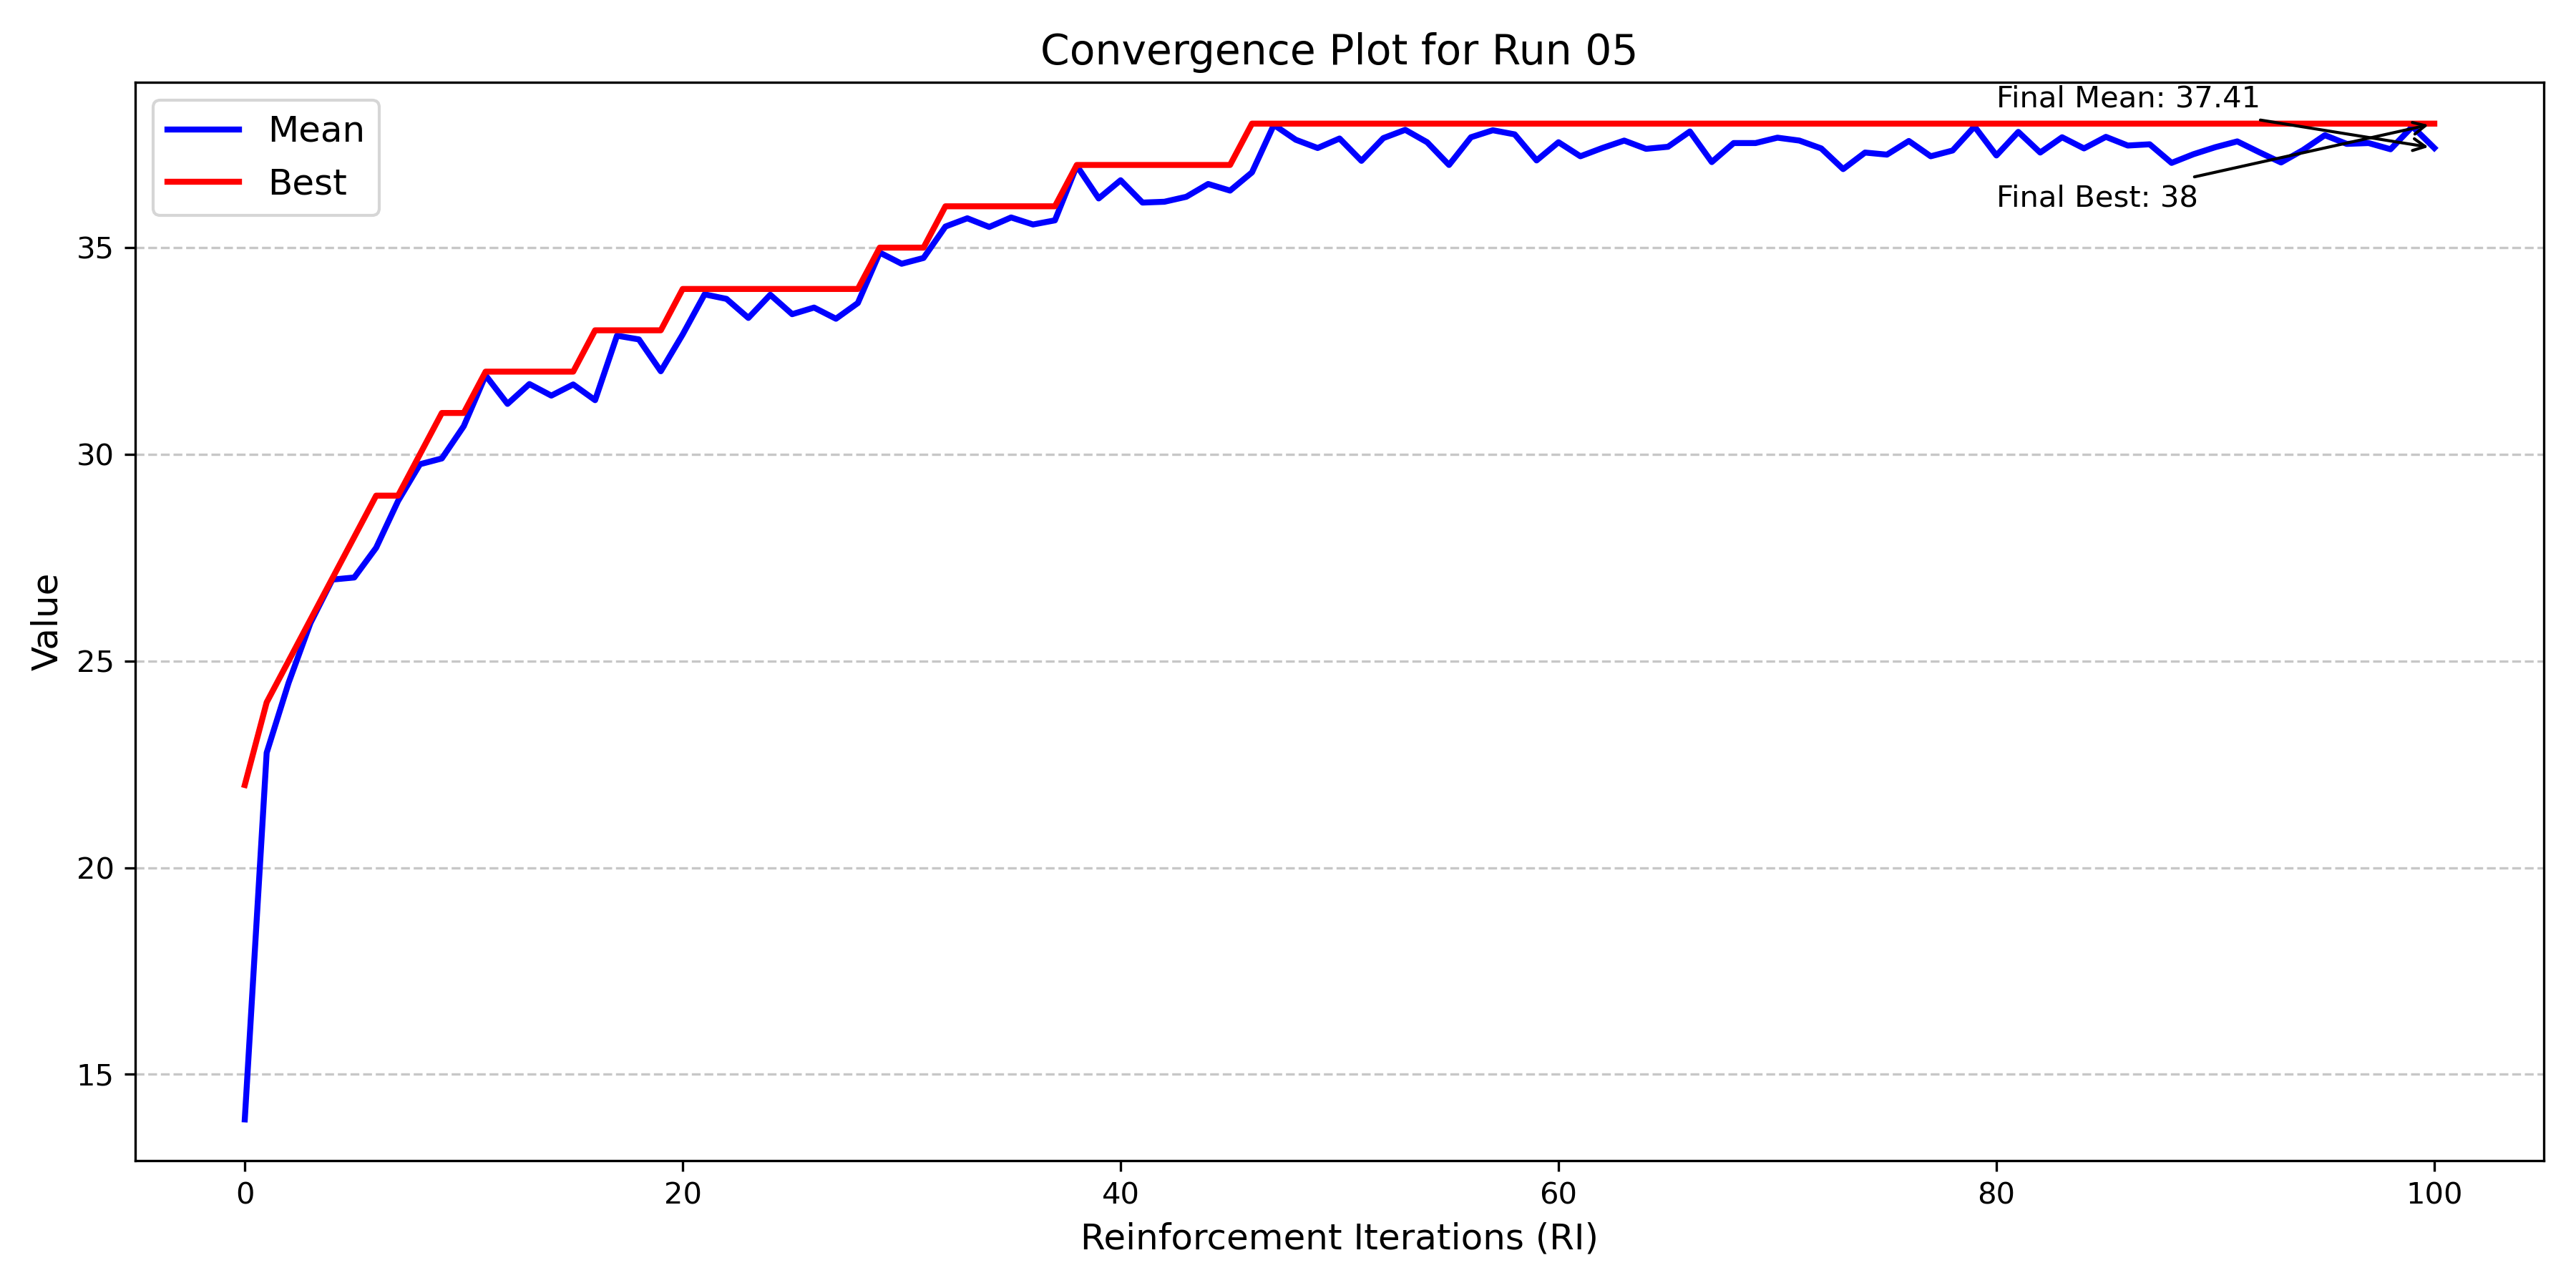 Convergence Plot for Run 05
Mean
Best
Final Mean: 37.41
Final Best: 38
Value
35
30
25
20
15
0 20 40 60 80 100
Reinforcement Iterations (RI)